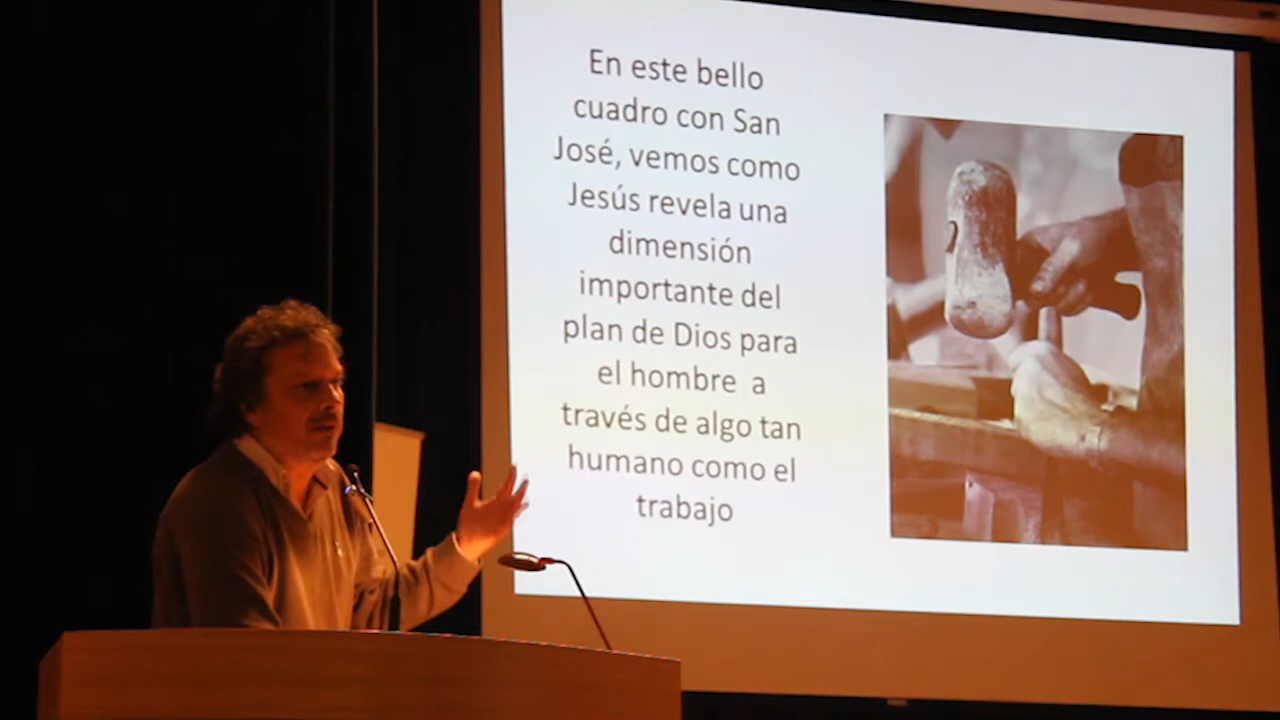 En este bello
cuadro con San
José, vemos como
Jesús revela una
dimensión
importante del
plan de Dios para
el hombre a
través de algo tan
humano como el
trabajo